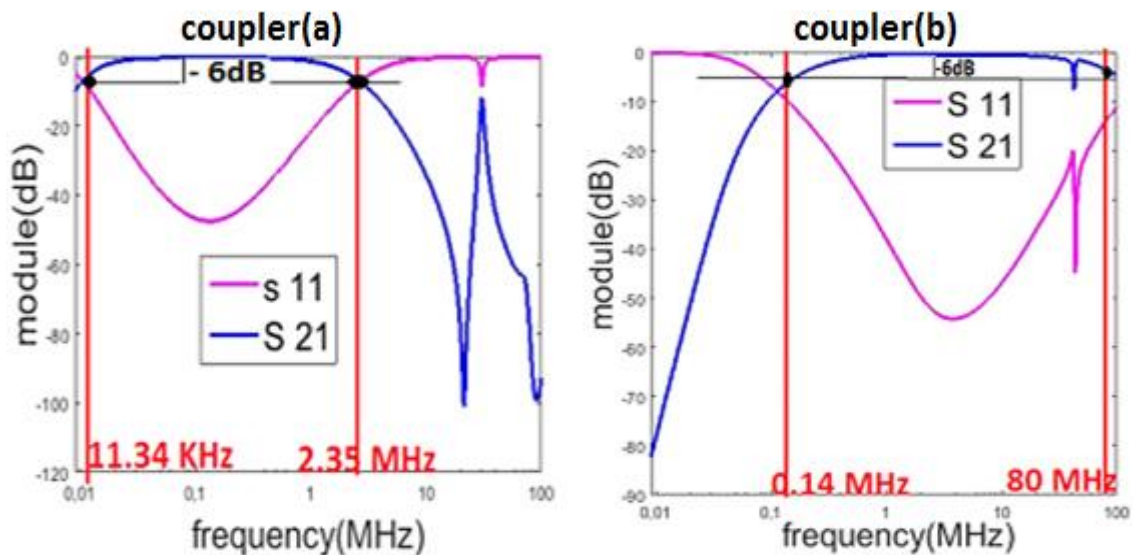 coupler(a)
0
- 6dB
-20
-40
-60
-80
-100
-120
module(dB)
s 11
S 21
11.34 KHz
2.35 MHz
0,01
0,1
1
10
100
frequency(MHz)
coupler(b)
0
-6dB
-10
-20
-30
-40
-50
-60
-70
-80
-90
module(dB)
S 11
S 21
0.14 MHz
80 MHz
0,01
0,1
1
10
100
frequency(MHz)